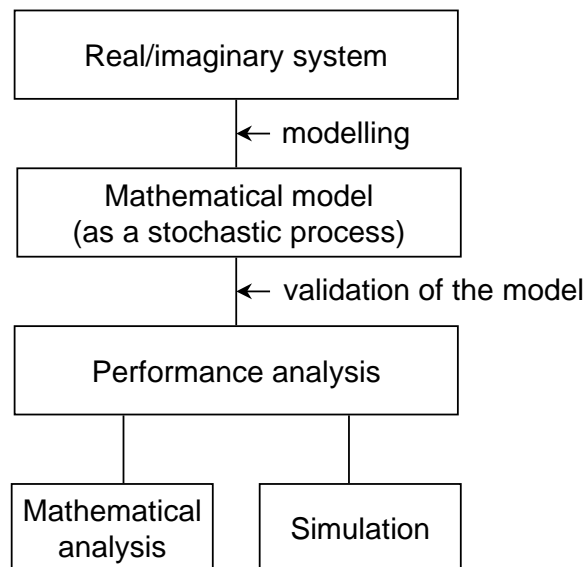 Real/imaginary system
modelling
Mathematical model
(as a stochastic process)
validation of the model
Performance analysis
Mathematical
analysis
Simulation